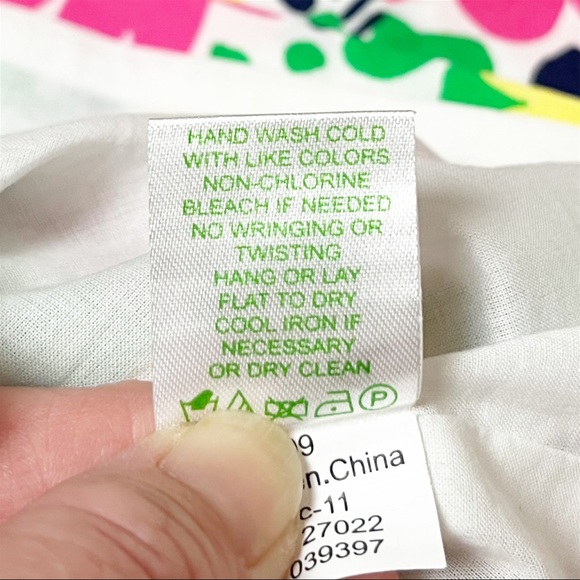 HAND WASH COLD
WITH LIKE COLORS
NON-CHLORINE
BLEACH IF NEEDED
NO WRINGING OR
TWISTING
HANG OR LAY
FLAT TO DRY
COOL IRON IF
NECESSARY
OR DRY CLEAN
P
09
n.China
c-11
27022
039397